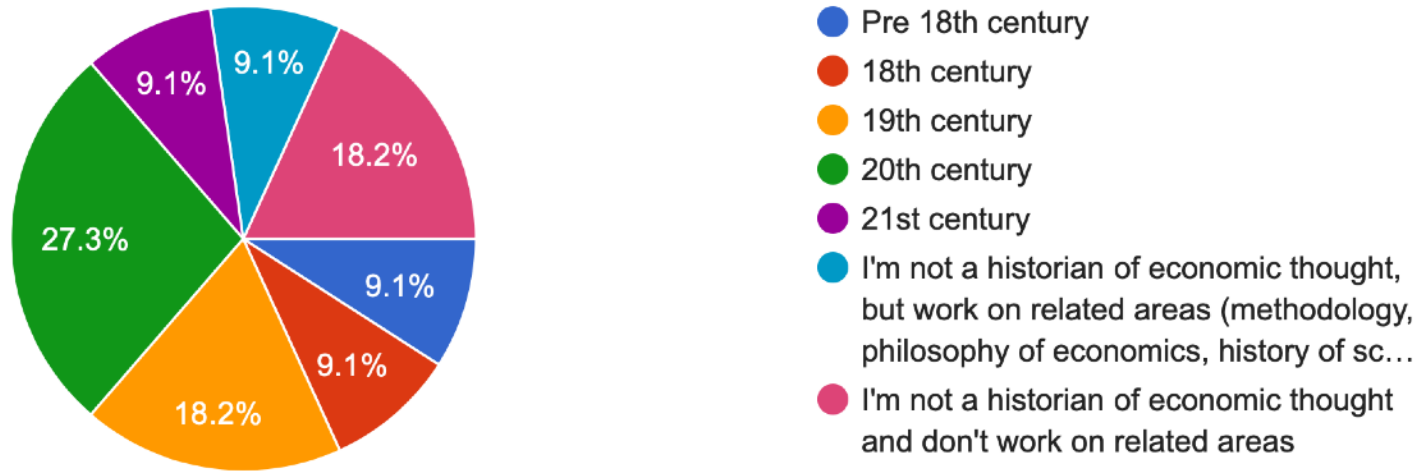 9.1%
9.1%
18.2%
27.3%
9.1%
9.1%
18.2%
Pre 18th century
18th century
19th century
20th century
21st century
I'm not a historian of economic thought,
but work on related areas (methodology,
philosophy of economics, history of sc…
I'm not a historian of economic thought
and don't work on related areas